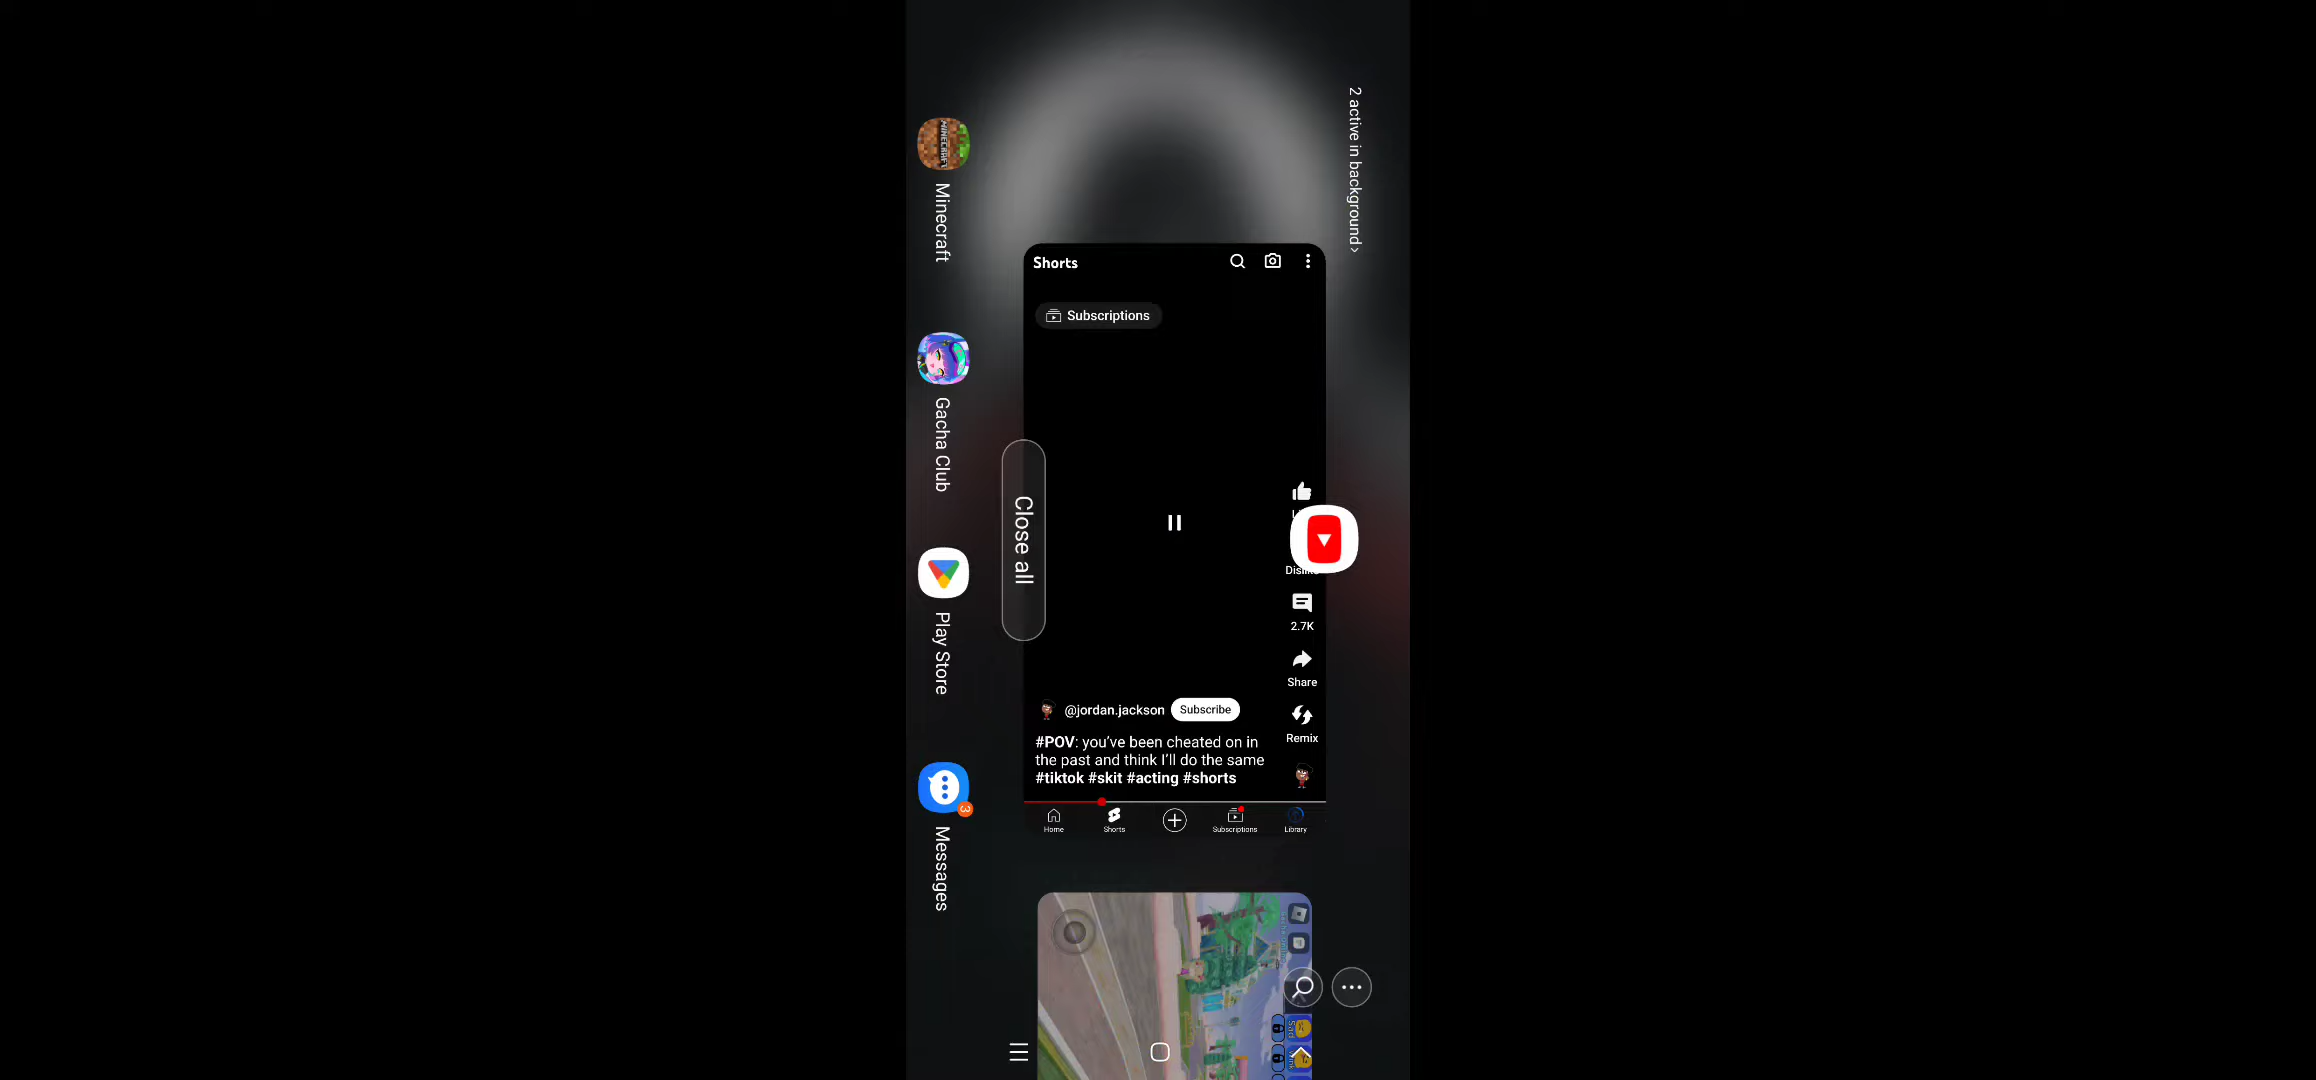 2 active in background >
MINECRAFT
Minecraft
Gacha Club
Play Store
Messages
3
Close all
Shorts
Subscriptions
2.7K
Share
Remix
@jordan.jackson
Subscribe
#POV: you've been cheated on in
the past and think I'll do the same
#tiktok #skit #acting #shorts
Home
Shorts
Subscriptions
Library